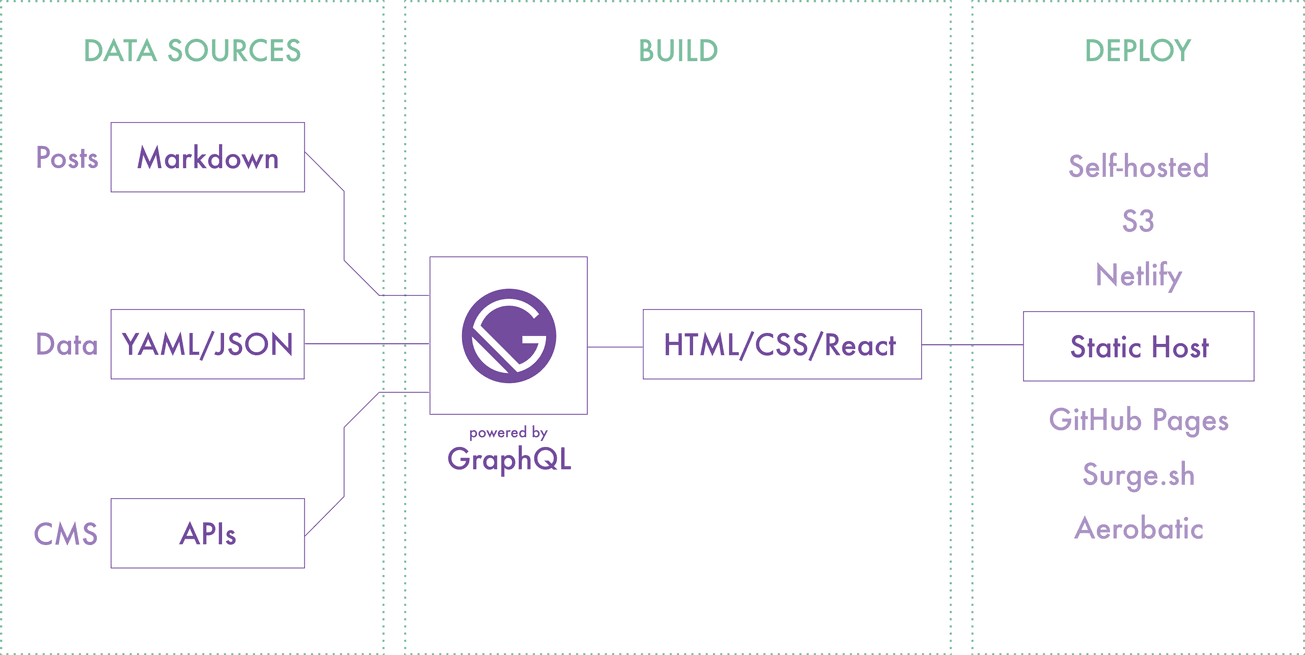 DATA SOURCES
Posts
Markdown
Data
YAML/JSON
CMS
APIs
BUILD
powered by
GraphQL
HTML/CSS/React
DEPLOY
Self-hosted
S3
Netlify
Static Host
GitHub Pages
Surge.sh
Aerobatic